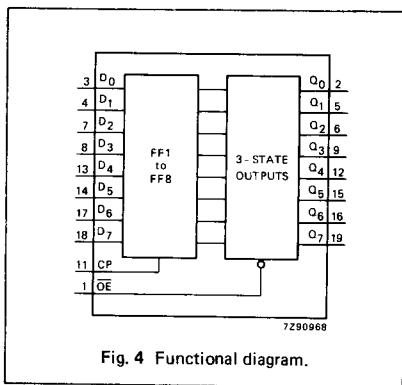 3 D0 Q0 2
4 D1 Q1 5
7 D2 Q2 6
8 D3 FF1 Q3 9
13 D4 to 3-STATE Q4 12
14 D5 FF8 OUTPUTS Q5 15
17 D6 Q6 16
18 D7 Q7 19
11 CP
1 O̅E̅
7Z90968
Fig. 4 Functional diagram.